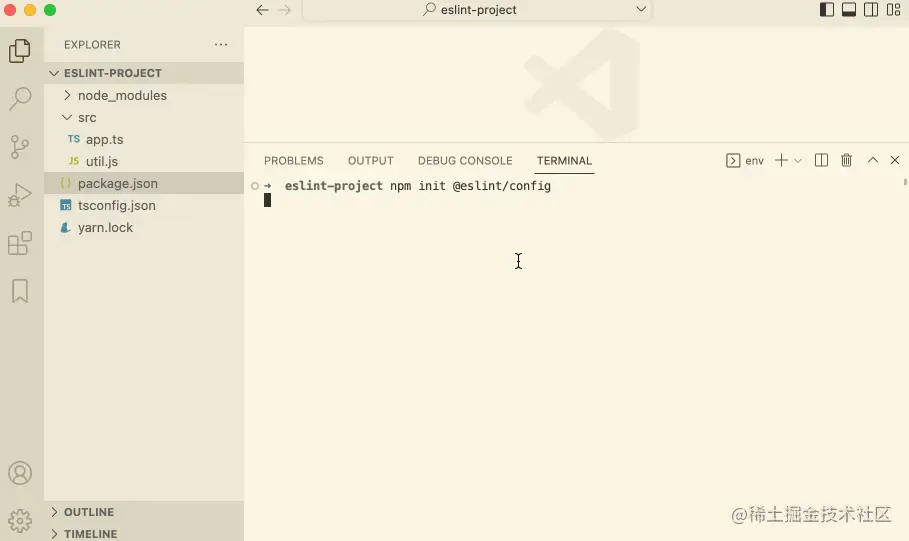 eslint-project
EXPLORER
ESLINT-PROJECT
node_modules
src
TS app.ts
JS util.js
{} package.json
TS tsconfig.json
yarn.lock
OUTLINE
TIMELINE
PROBLEMS OUTPUT DEBUG CONSOLE TERMINAL env
eslint-project npm init @eslint/config
@稀土掘金技术社区